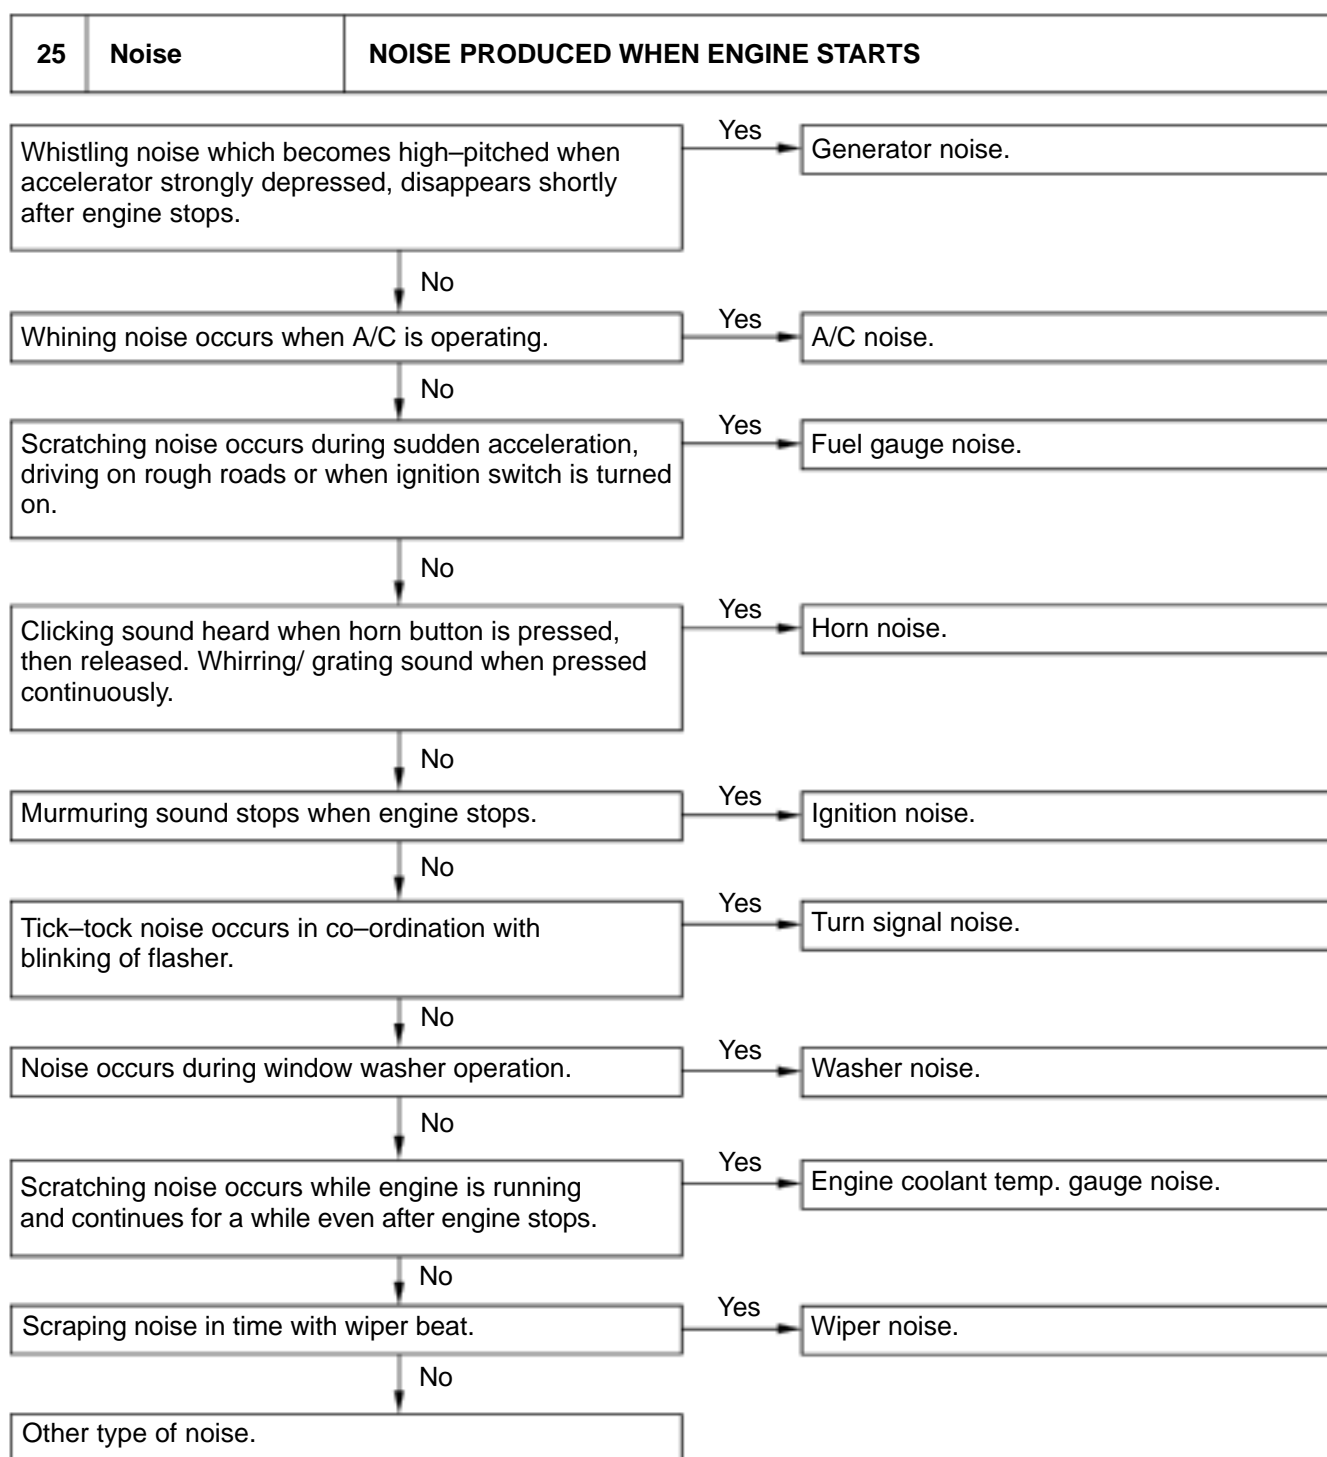 25 Noise NOISE PRODUCED WHEN ENGINE STARTS
Whistling noise which becomes high–pitched when
accelerator strongly depressed, disappears shortly
after engine stops.
Yes
Generator noise.
No
Whining noise occurs when A/C is operating.
Yes
A/C noise.
No
Scratching noise occurs during sudden acceleration,
driving on rough roads or when ignition switch is turned
on.
Yes
Fuel gauge noise.
No
Clicking sound heard when horn button is pressed,
then released. Whirring/ grating sound when pressed
continuously.
Yes
Horn noise.
No
Murmuring sound stops when engine stops.
Yes
Ignition noise.
No
Tick–tock noise occurs in co–ordination with
blinking of flasher.
Yes
Turn signal noise.
No
Noise occurs during window washer operation.
Yes
Washer noise.
No
Scratching noise occurs while engine is running
and continues for a while even after engine stops.
Yes
Engine coolant temp. gauge noise.
No
Scraping noise in time with wiper beat.
Yes
Wiper noise.
No
Other type of noise.